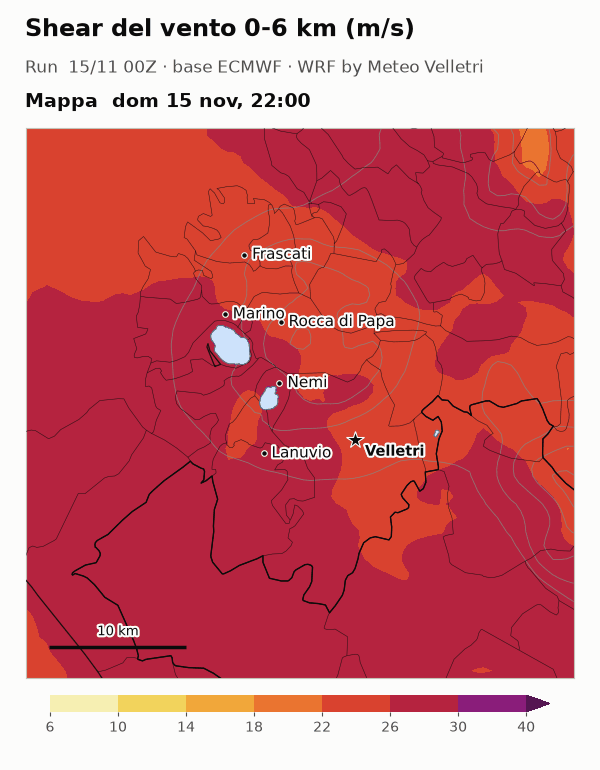 Shear del vento 0-6 km (m/s)
Run 15/11 00Z · base ECMWF · WRF by Meteo Velletri
Mappa dom 15 nov, 22:00
Frascati
Marino
Rocca di Papa
Nemi
Velletri
Lanuvio
10 km
6 10 14 18 22 26 30 40